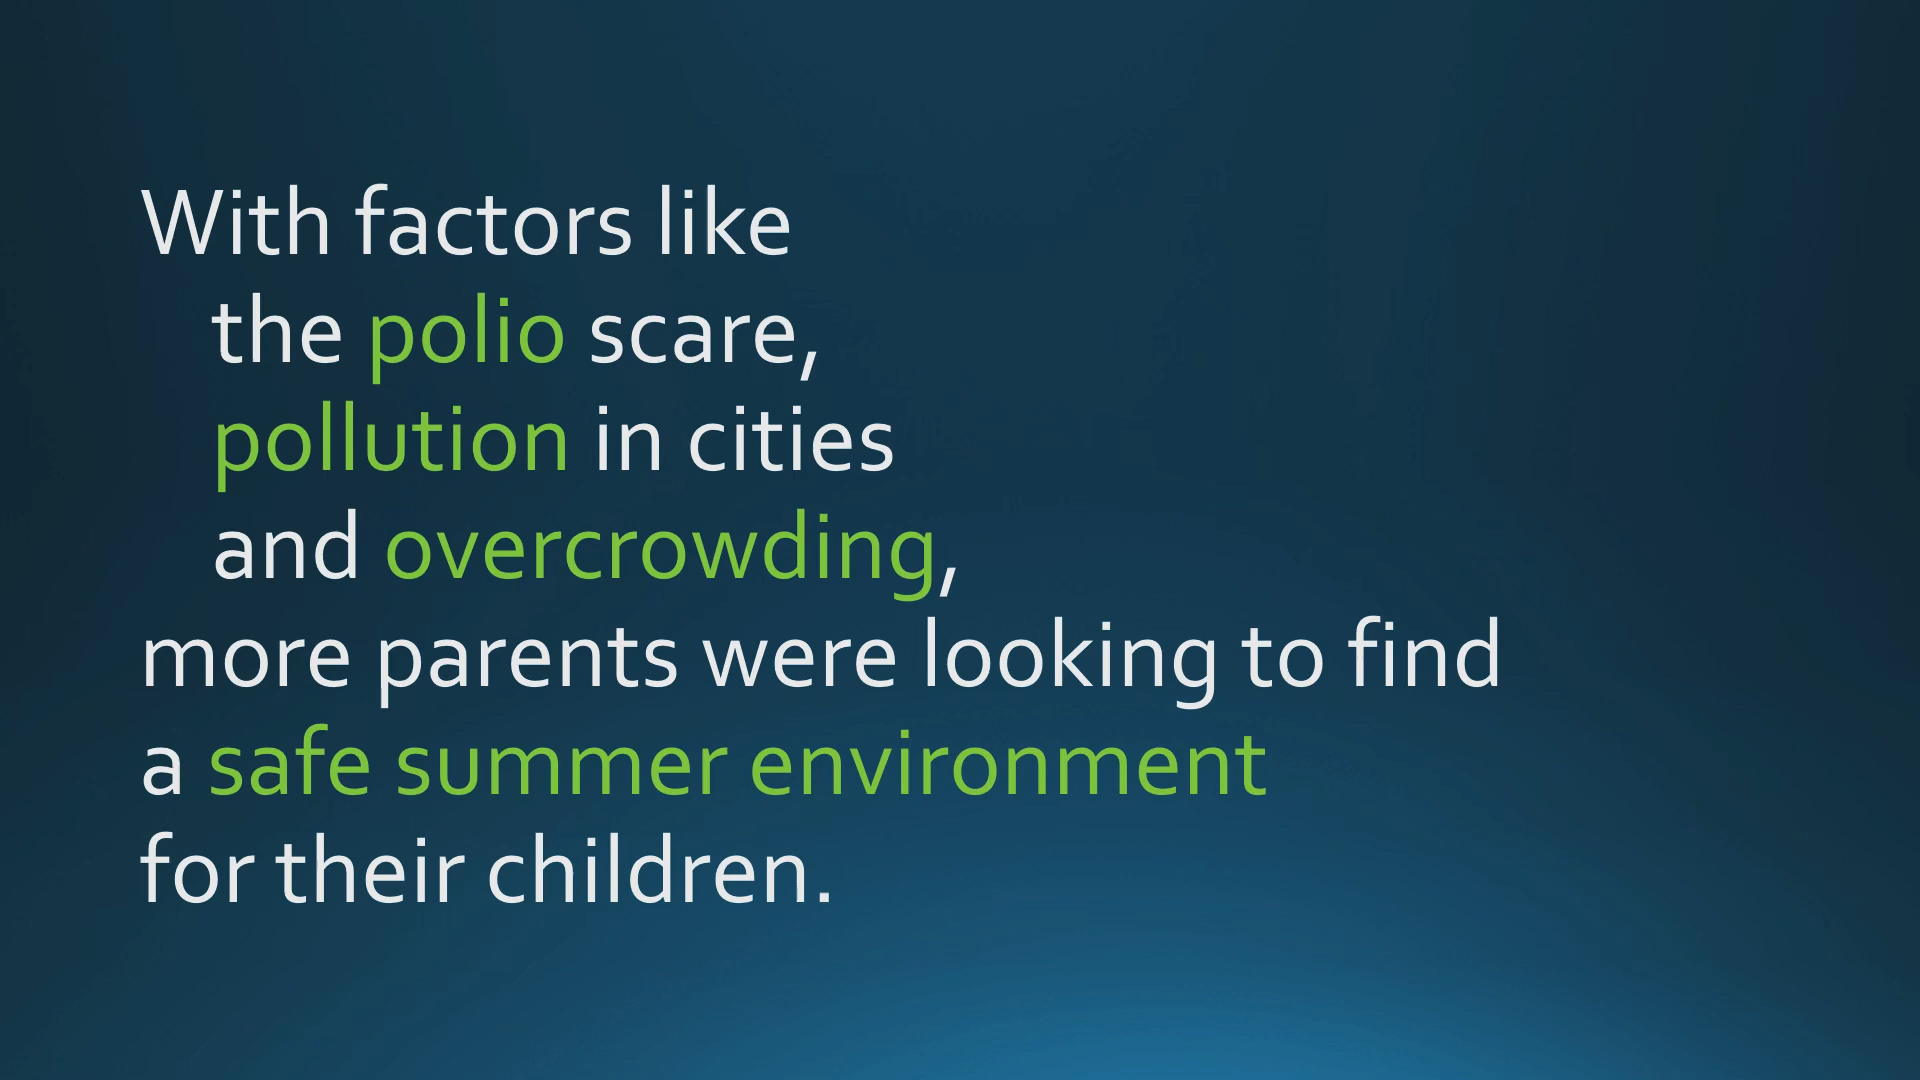 With factors like
the polio scare,
pollution in cities
and overcrowding,
more parents were looking to find
a safe summer environment
for their children.